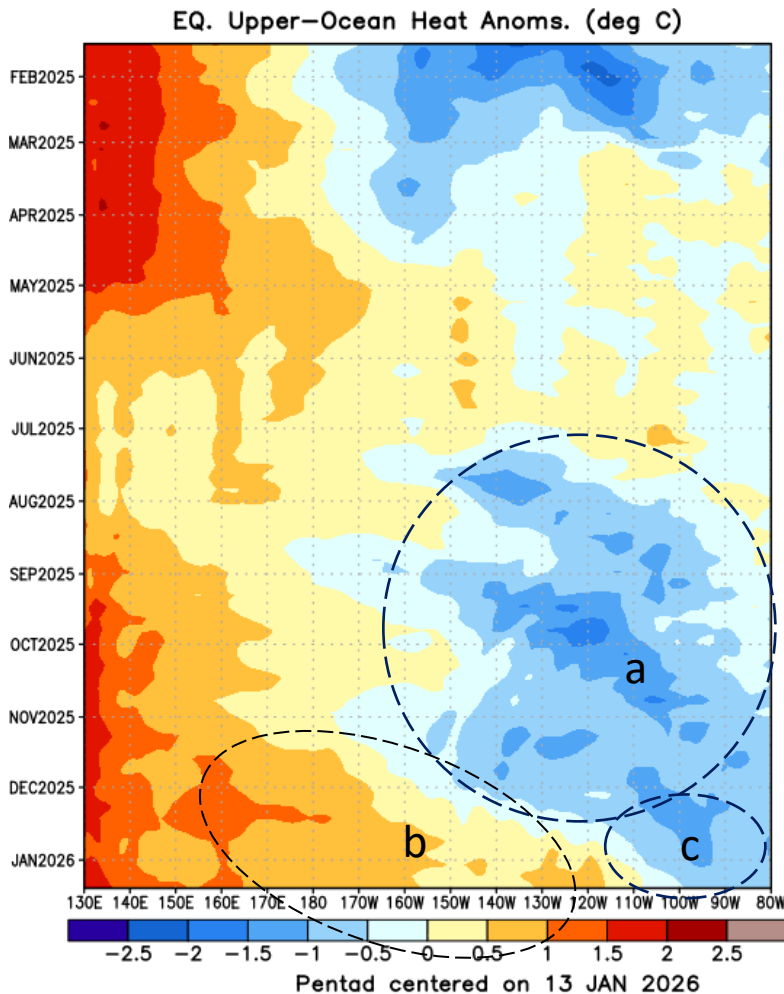 EQ. Upper-Ocean Heat Anoms. (deg C)
FEB2025
MAR2025
APR2025
MAY2025
JUN2025
JUL2025
AUG2025
SEP2025
OCT2025
NOV2025
DEC2025
JAN2026
a
b
c
130E 140E 150E 160E 170E 180 170W 160W 150W 140W 130W 120W 110W 100W 90W 80W
-2.5 -2 -1.5 -1 -0.5 0 0.5 1 1.5 2 2.5
Pentad centered on 13 JAN 2026